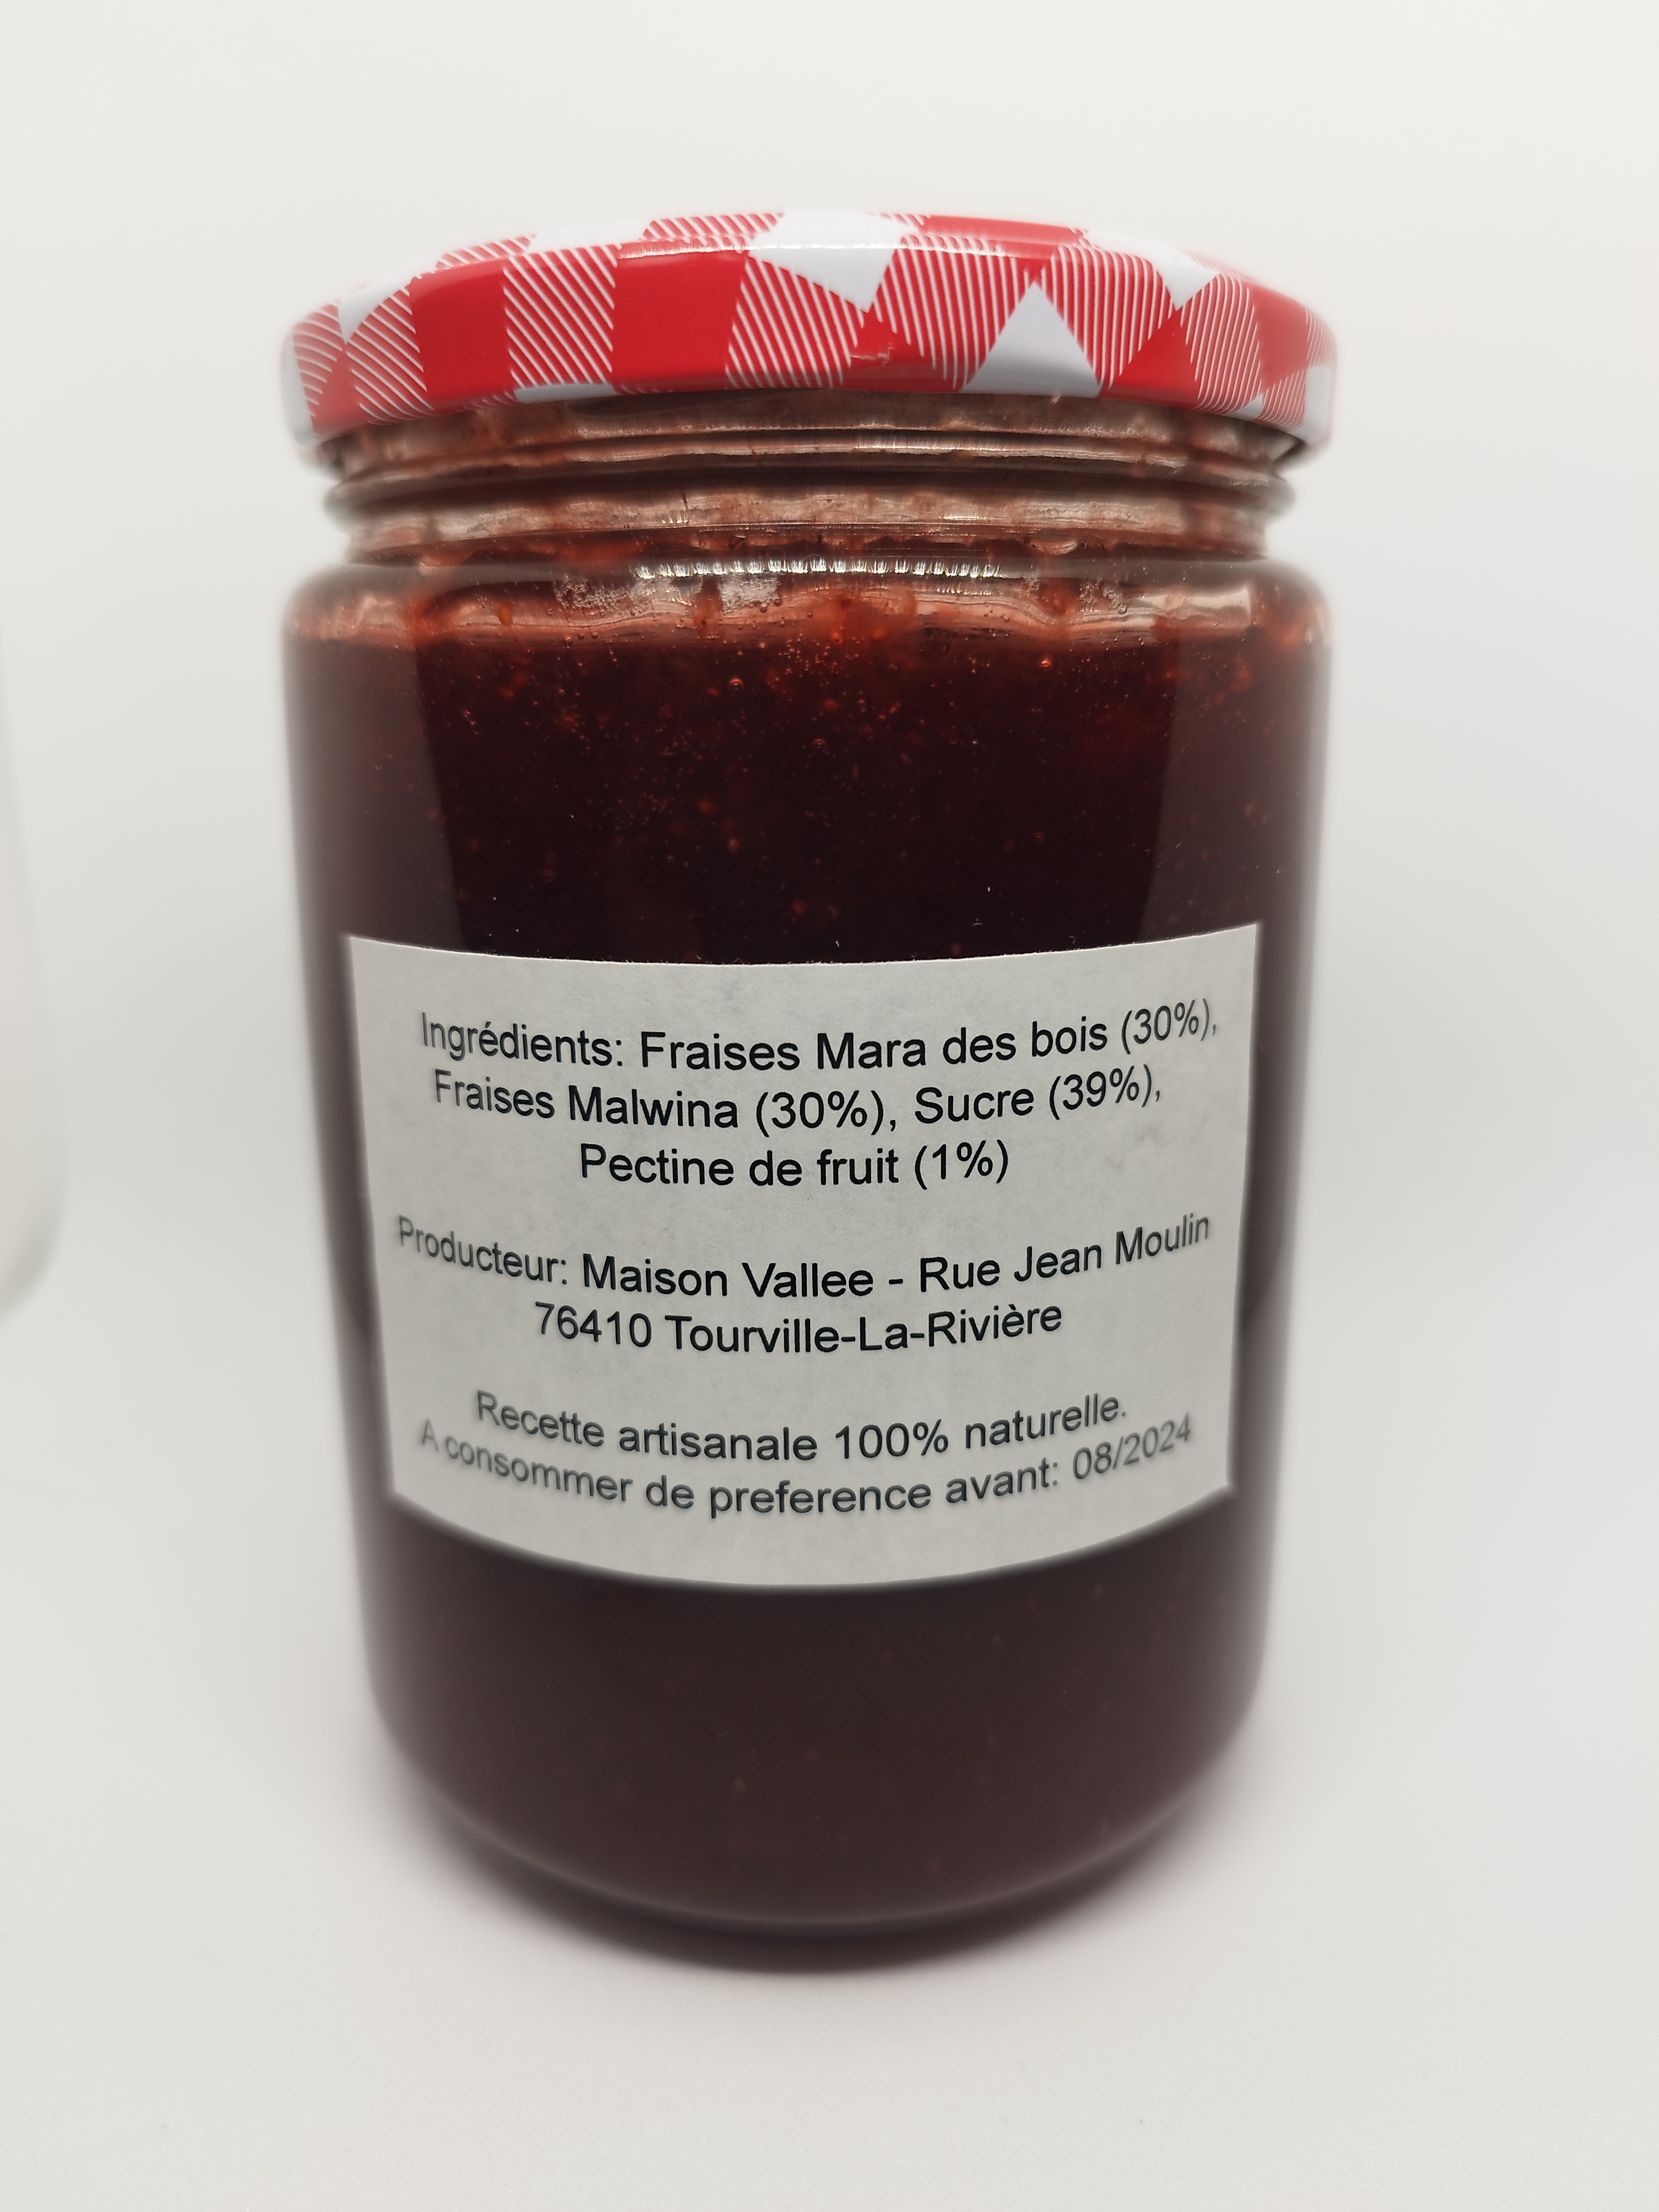 Ingrédients: Fraises Mara des bois (30%),
Fraises Malwina (30%), Sucre (39%),
Pectine de fruit (1%)
Producteur: Maison Vallee - Rue Jean Moulin
76410 Tourville-La-Rivière
Recette artisanale 100% naturelle.
A consommer de preference avant: 08/2024